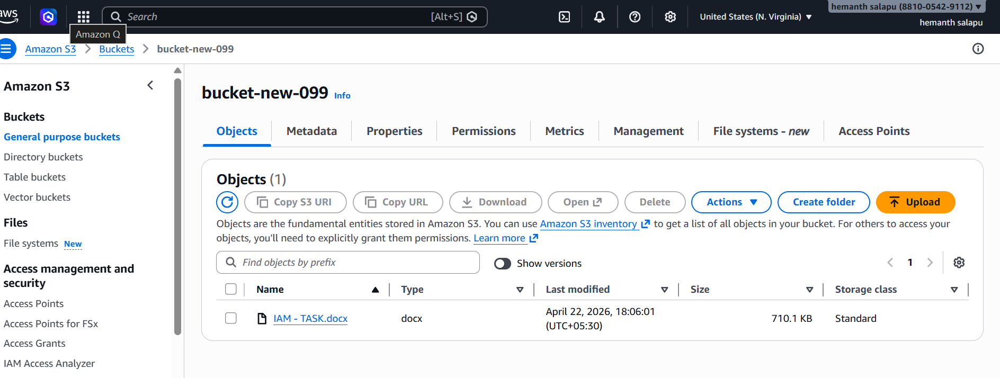 aws
Search [Alt+S]
United States (N. Virginia)
hemanth salapu (8810-0542-9112)
hemanth salapu
Amazon Q
Amazon S3 Buckets bucket-new-099
Amazon S3
Buckets
General purpose buckets
Directory buckets
Table buckets
Vector buckets
Files
File systems New
Access management and
security
Access Points
Access Points for FSx
Access Grants
IAM Access Analyzer
bucket-new-099 Info
Objects Metadata Properties Permissions Metrics Management File systems - new Access Points
Objects (1)
Copy S3 URI Copy URL Download Open Delete Actions Create folder Upload
Objects are the fundamental entities stored in Amazon S3. You can use Amazon S3 inventory to get a list of all objects in your bucket. For others to access your
objects, you'll need to explicitly grant them permissions. Learn more
Find objects by prefix Show versions 1
Name Type Last modified Size Storage class
IAM - TASK.docx docx April 22, 2026, 18:06:01 710.1 KB Standard
(UTC+05:30)